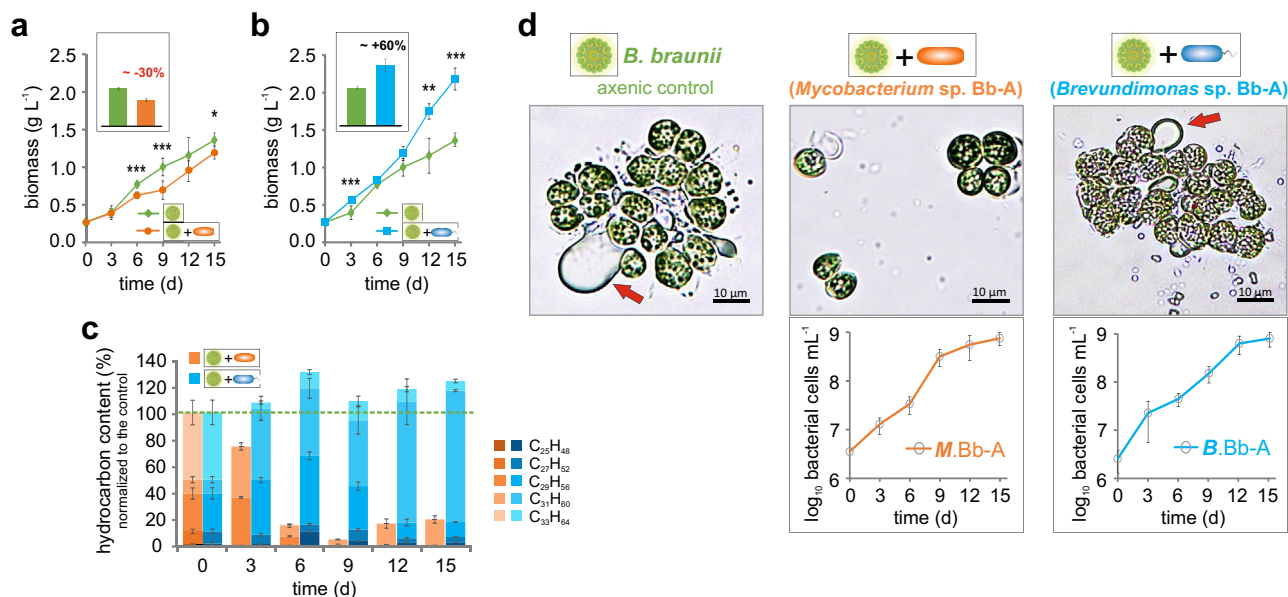 a
~ -30%
biomass (g L⁻¹)
2.5
2.0
1.5
1.0
0.5
0.0
***
***
*
+
0 3 6 9 12 15
time (d)
b
~ +60%
biomass (g L⁻¹)
2.5
2.0
1.5
1.0
0.5
0.0
***
**
***
+
0 3 6 9 12 15
time (d)
c
hydrocarbon content (%)
normalized to the control
140
120
100
80
60
40
20
0
+
+
0 3 6 9 12 15
time (d)
C₂₅H₄₈
C₂₇H₅₂
C₂₉H₅₆
C₃₁H₆₀
C₃₃H₆₄
d
B. braunii
axenic control
10 µm
+
(Mycobacterium sp. Bb-A)
10 µm
+
(Brevundimonas sp. Bb-A)
10 µm
log₁₀ bacterial cells mL⁻¹
9
8
7
6
M.Bb-A
0 3 6 9 12 15
time (d)
log₁₀ bacterial cells mL⁻¹
9
8
7
6
B.Bb-A
0 3 6 9 12 15
time (d)